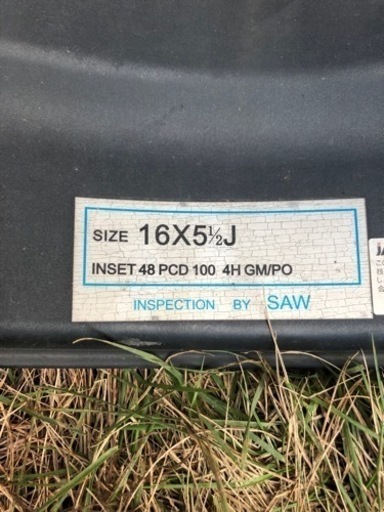 SIZE 16X5½J
INSET 48 PCD 100 4H GM/PO
INSPECTION BY SAW